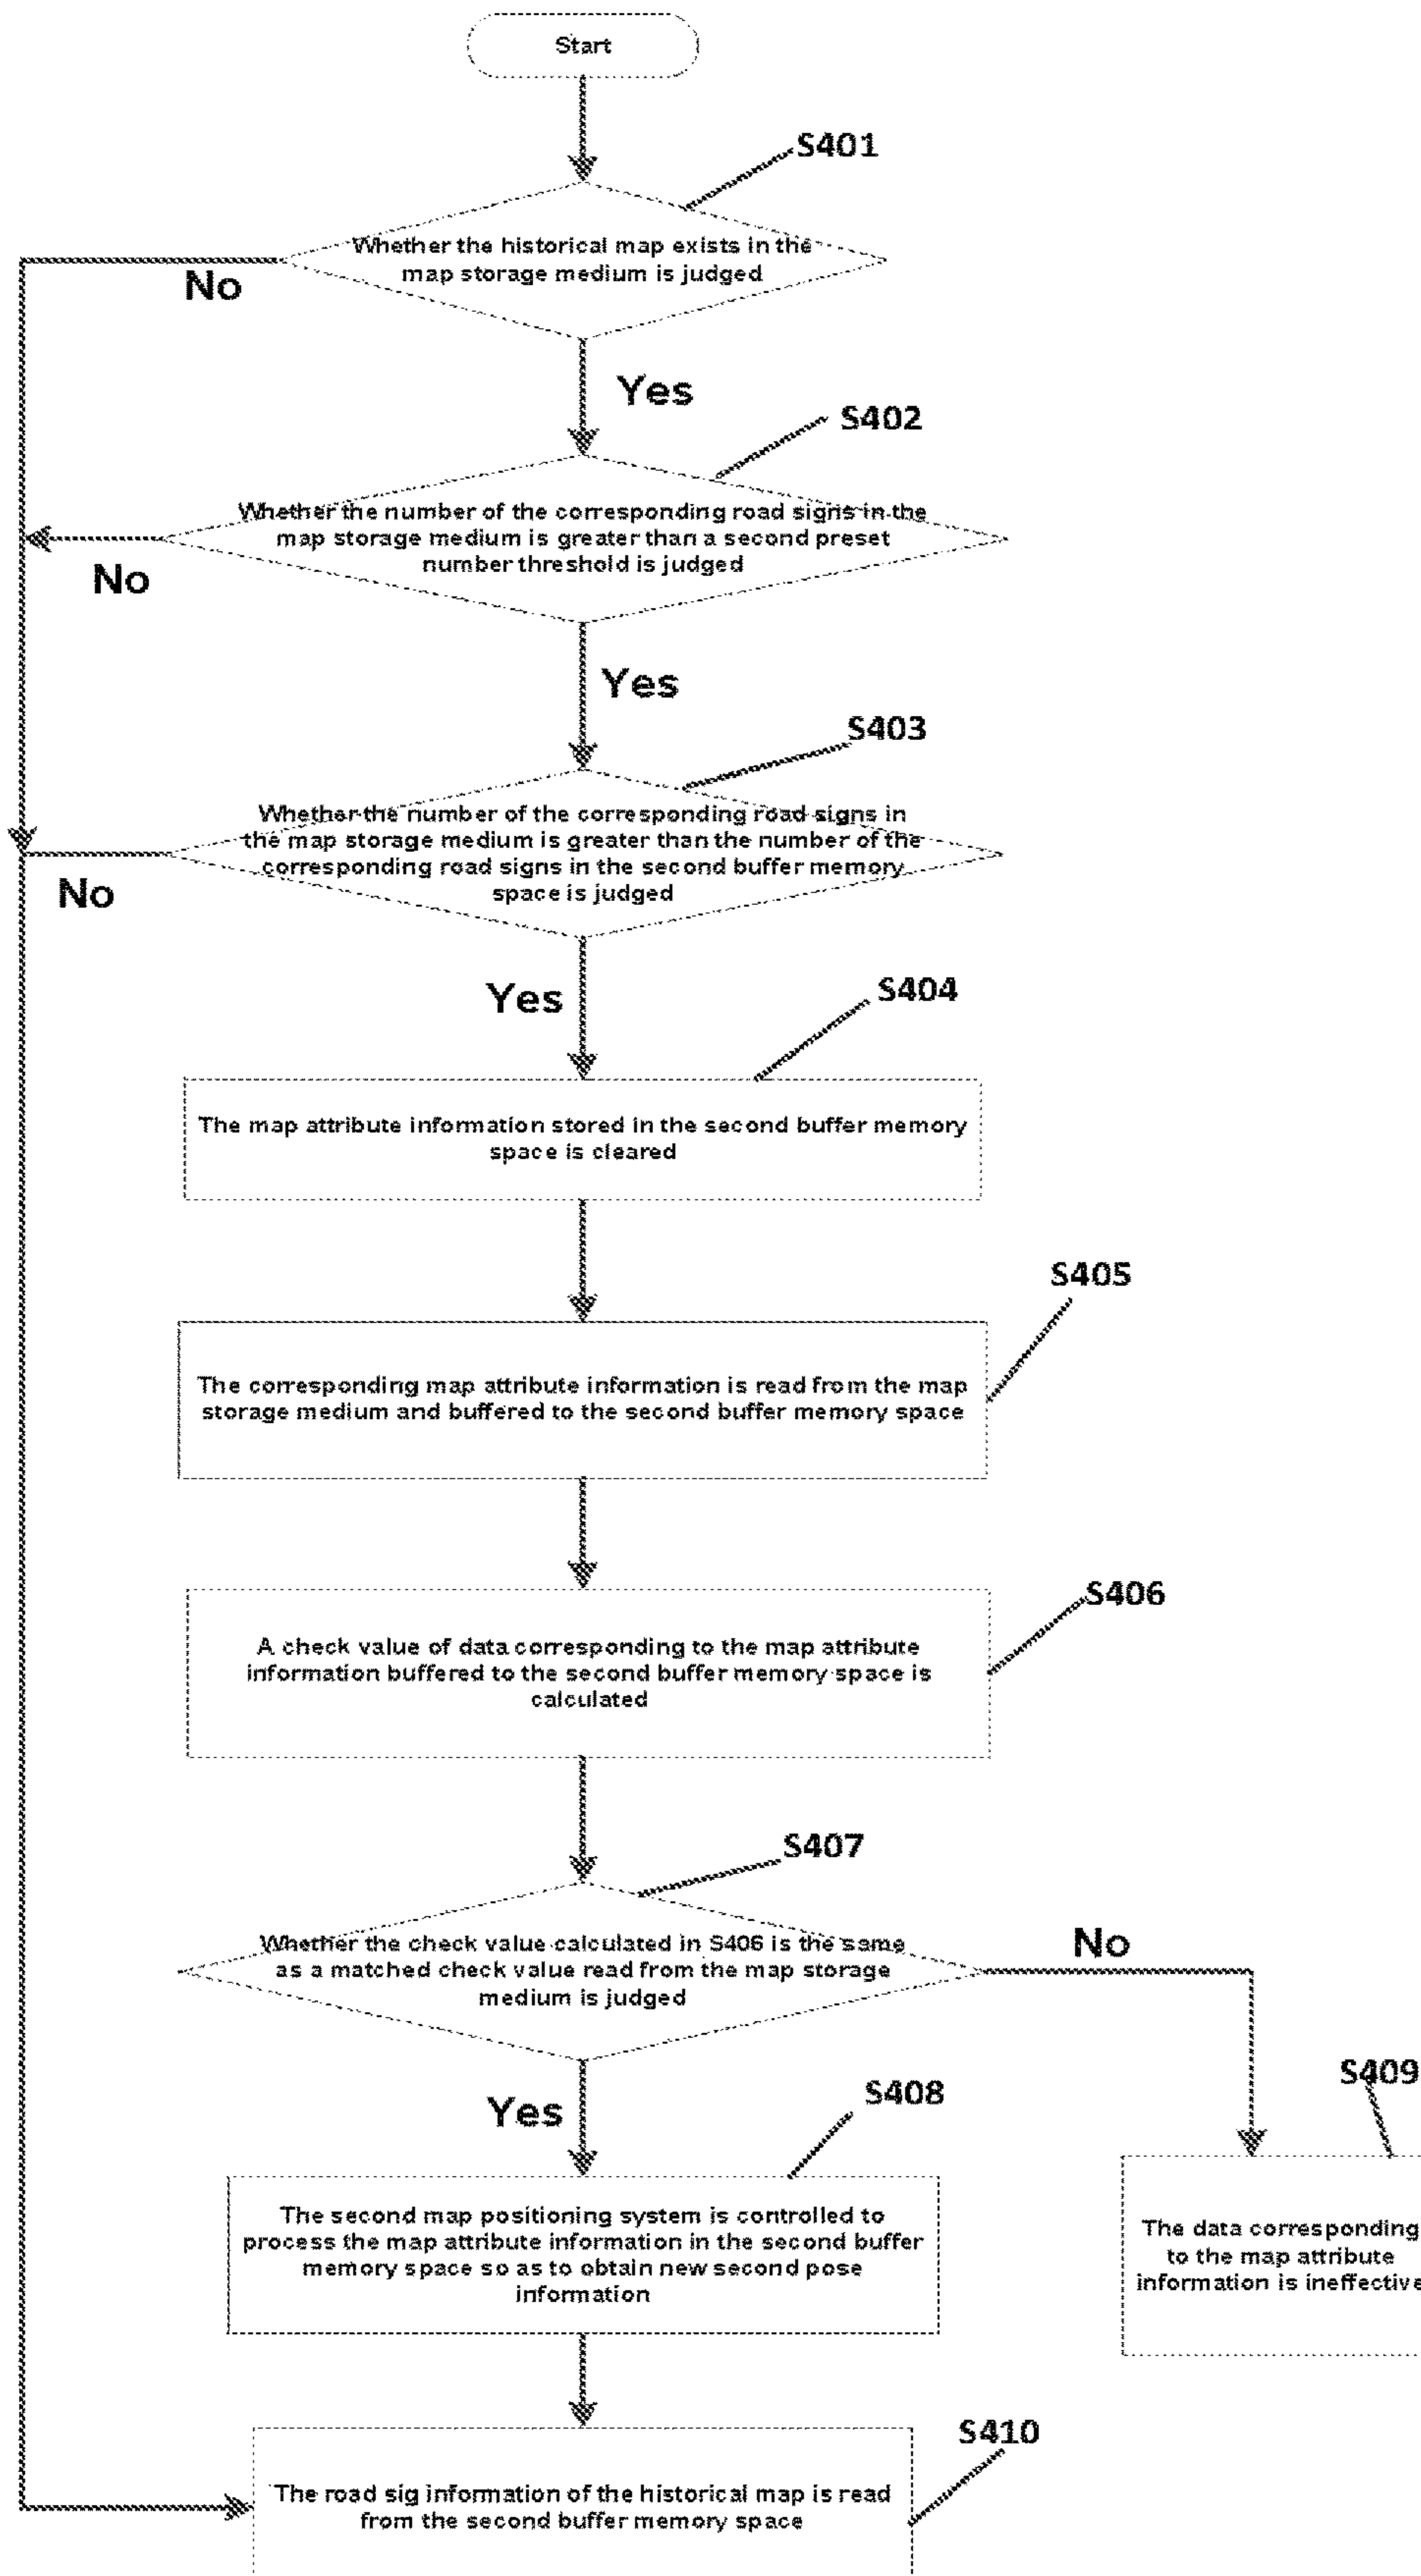 Start
S401
Whether the historical map exists in the
map storage medium is judged
No
Yes
S402
Whether the number of the corresponding road signs in the
map storage medium is greater than a second preset
number threshold is judged
No
Yes
S403
Whether the number of the corresponding road signs in
the map storage medium is greater than the number of the
corresponding road signs in the second buffer memory
space is judged
No
Yes
S404
The map attribute information stored in the second buffer memory
space is cleared
S405
The corresponding map attribute information is read from the map
storage medium and buffered to the second buffer memory space
S406
A check value of data corresponding to the map attribute
information buffered to the second buffer memory space is
calculated
S407
Whether the check value calculated in S406 is the same
as a matched check value read from the map storage
medium is judged
No
Yes
S408
The second map positioning system is controlled to
process the map attribute information in the second buffer
memory space so as to obtain new second pose
information
S409
The data corresponding
to the map attribute
information is ineffective
S410
The road sig information of the historical map is read
from the second buffer memory space